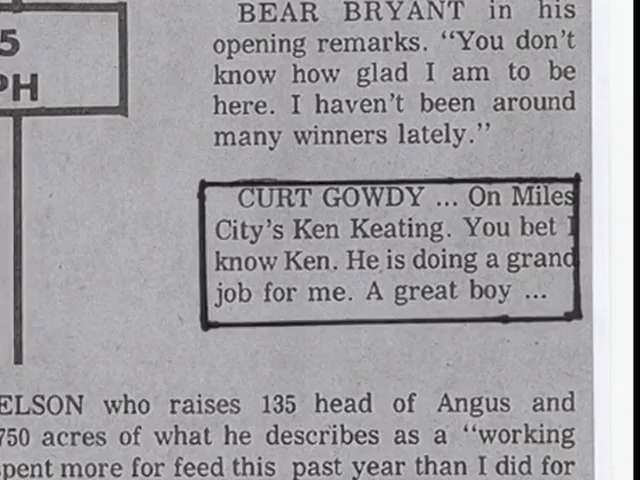 5
PH
BEAR BRYANT in his
opening remarks. "You don't
know how glad I am to be
here. I haven't been around
many winners lately."
CURT GOWDY ... On Miles
City's Ken Keating. You bet I
know Ken. He is doing a grand
job for me. A great boy ...
ELSON who raises 135 head of Angus and
750 acres of what he describes as a "working
spent more for feed this past year than I did for